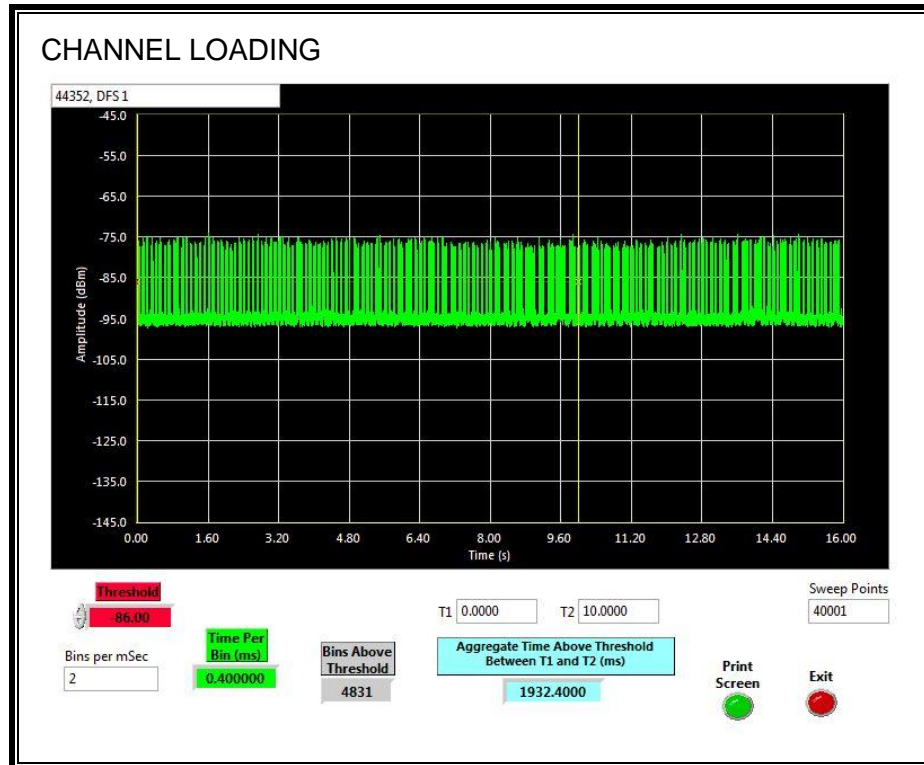 CHANNEL LOADING
44352, DFS 1
Amplitude (dBm)
-45.0
-55.0
-65.0
-75.0
-85.0
-95.0
-105.0
-115.0
-125.0
-135.0
-145.0
0.00 1.60 3.20 4.80 6.40 8.00 9.60 11.20 12.80 14.40 16.00
Time (s)
Threshold
-86.00
Bins per mSec
2
Time Per
Bin (ms)
0.400000
Bins Above
Threshold
4831
T1 0.0000 T2 10.0000
Aggregate Time Above Threshold
Between T1 and T2 (ms)
1932.4000
Sweep Points
40001
Print
Screen
Exit